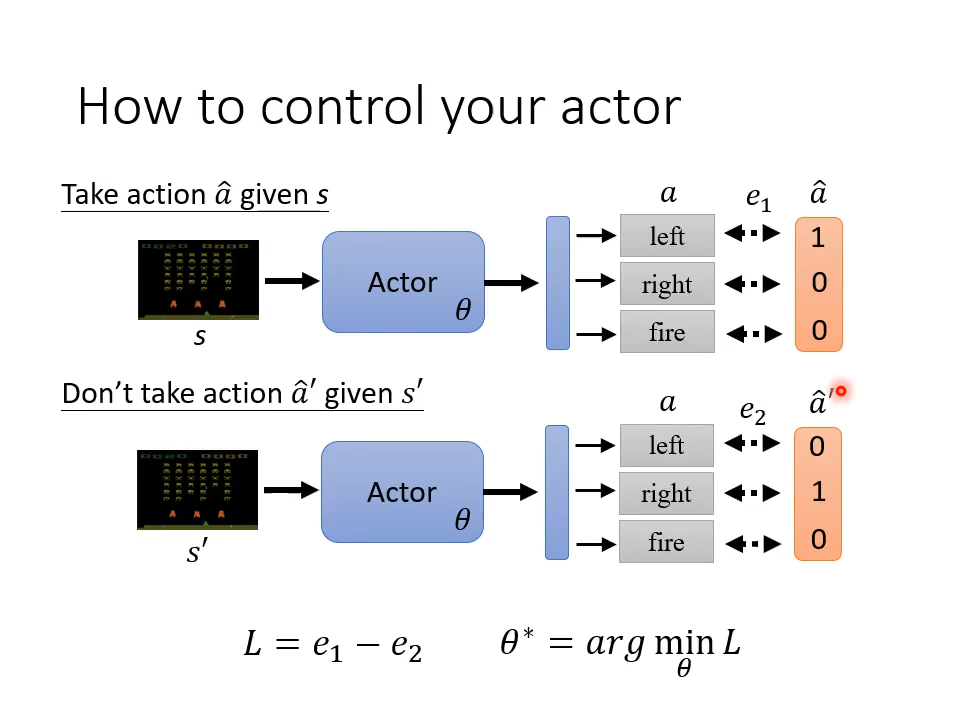 How to control your actor
Take action â given s
a
e₁
â
left
1
Actor
right
0
θ
fire
0
s
Don't take action â′ given s′
a
e₂
â′
left
0
Actor
right
1
θ
fire
0
s′
L = e₁ − e₂
θ* = arg min L
θ